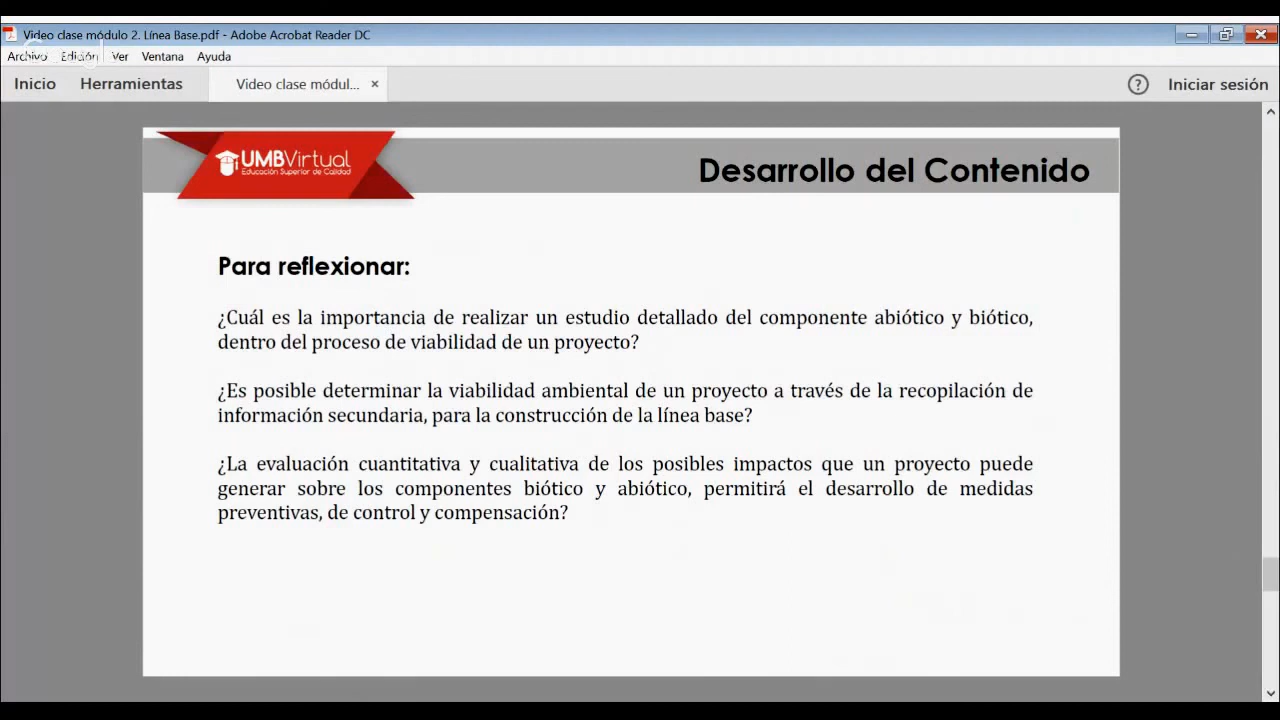 Video clase módulo 2. Línea Base.pdf - Adobe Acrobat Reader DC
Archivo Edición Ver Ventana Ayuda
Inicio Herramientas Video clase módul... × ? Iniciar sesión
UMBVirtual
Educación Superior de Calidad
Desarrollo del Contenido
Para reflexionar:
¿Cuál es la importancia de realizar un estudio detallado del componente abiótico y biótico,
dentro del proceso de viabilidad de un proyecto?
¿Es posible determinar la viabilidad ambiental de un proyecto a través de la recopilación de
información secundaria, para la construcción de la línea base?
¿La evaluación cuantitativa y cualitativa de los posibles impactos que un proyecto puede
generar sobre los componentes biótico y abiótico, permitirá el desarrollo de medidas
preventivas, de control y compensación?